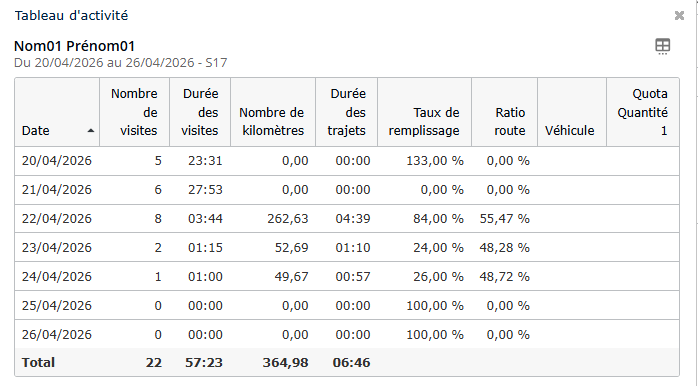 Tableau d'activité
Nom01 Prénom01
Du 20/04/2026 au 26/04/2026 - S17
Date Nombre de visites Durée des visites Nombre de kilomètres Durée des trajets Taux de remplissage Ratio route Véhicule Quota Quantité 1
20/04/2026 5 23:31 0,00 00:00 133,00 % 0,00 %
21/04/2026 6 27:53 0,00 00:00 0,00 % 0,00 %
22/04/2026 8 03:44 262,63 04:39 84,00 % 55,47 %
23/04/2026 2 01:15 52,69 01:10 24,00 % 48,28 %
24/04/2026 1 01:00 49,67 00:57 26,00 % 48,72 %
25/04/2026 0 00:00 0,00 00:00 100,00 % 0,00 %
26/04/2026 0 00:00 0,00 00:00 100,00 % 0,00 %
Total 22 57:23 364,98 06:46